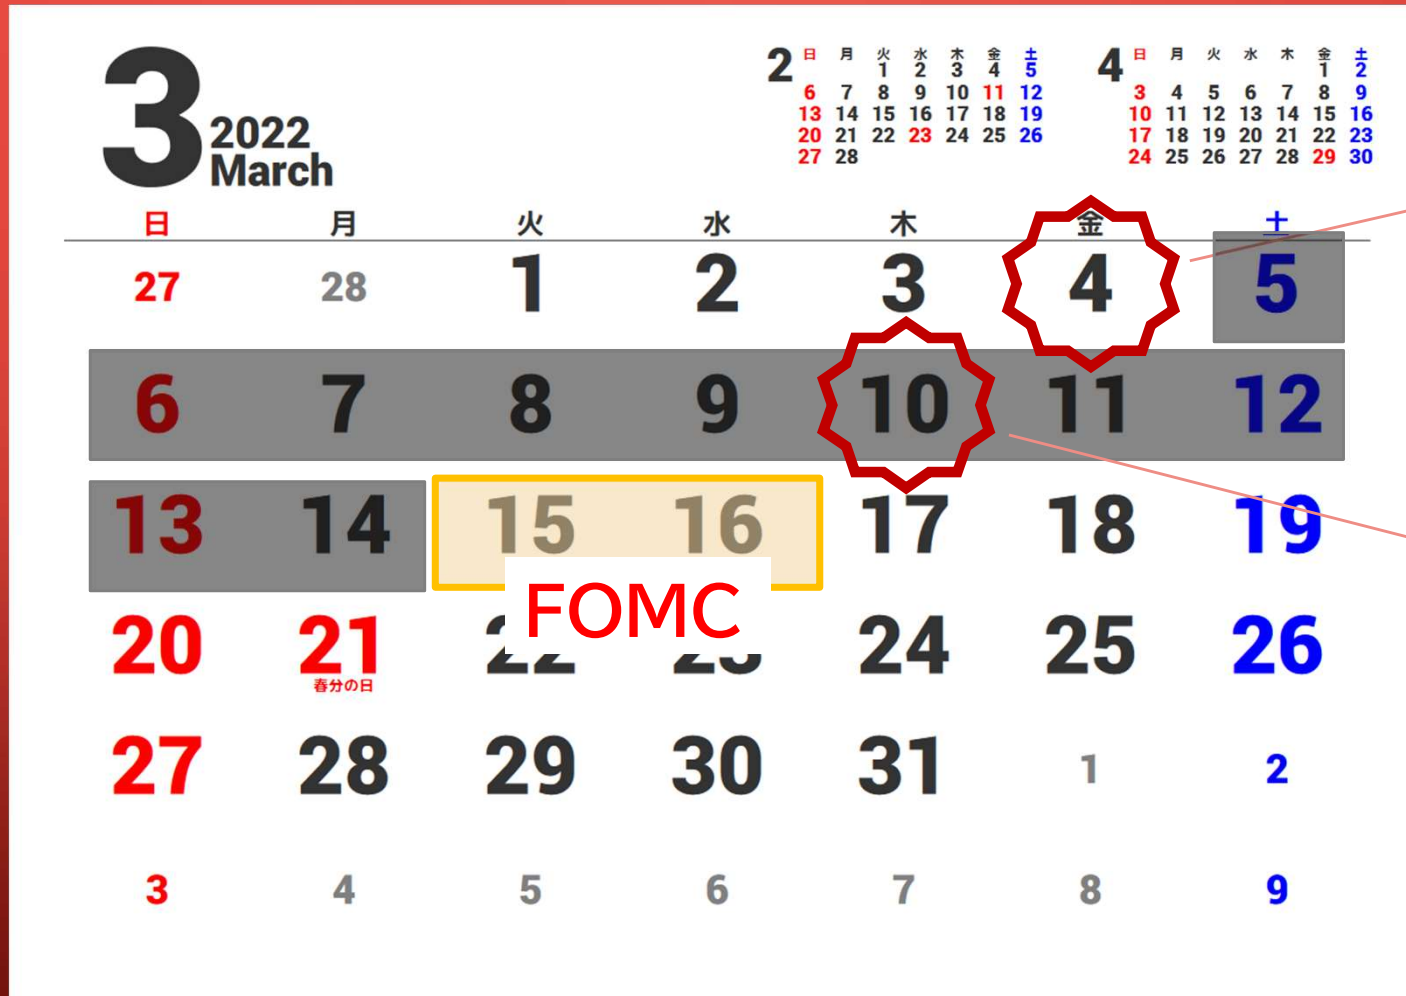 3
2022
March
2 日 月 火 水 木 金 土
1 2 3 4 5
6 7 8 9 10 11 12
13 14 15 16 17 18 19
20 21 22 23 24 25 26
27 28
4 日 月 火 水 木 金 土
1 2
3 4 5 6 7 8 9
10 11 12 13 14 15 16
17 18 19 20 21 22 23
24 25 26 27 28 29 30
日 月 火 水 木 金 土
27 28 1 2 3 4 5
6 7 8 9 10 11 12
13 14 15 16 17 18 19
FOMC
20 21 22 23 24 25 26
春分の日
27 28 29 30 31 1 2
3 4 5 6 7 8 9